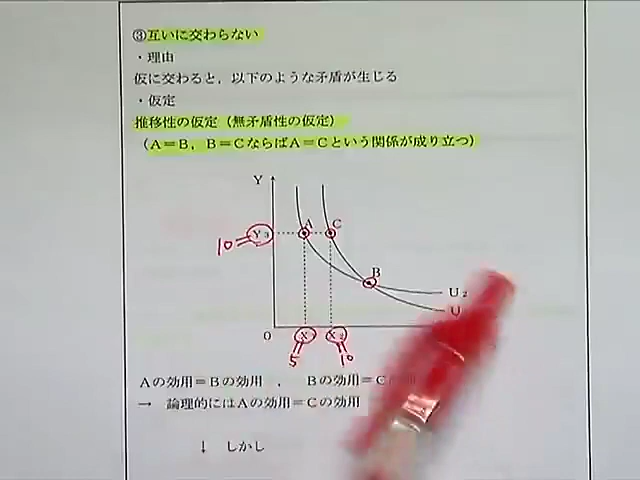 ③互いに交わらない
・理由
仮に交わると，以下のような矛盾が生じる
・仮定
推移性の仮定（無矛盾性の仮定）
（A＝B，B＝CならばA＝Cという関係が成り立つ）
Y
A C
10＝Y₃
B
U₂
U
0 X X₂
5 10
Aの効用＝Bの効用 ， Bの効用＝C
→ 論理的にはAの効用＝Cの効用
↓ しかし